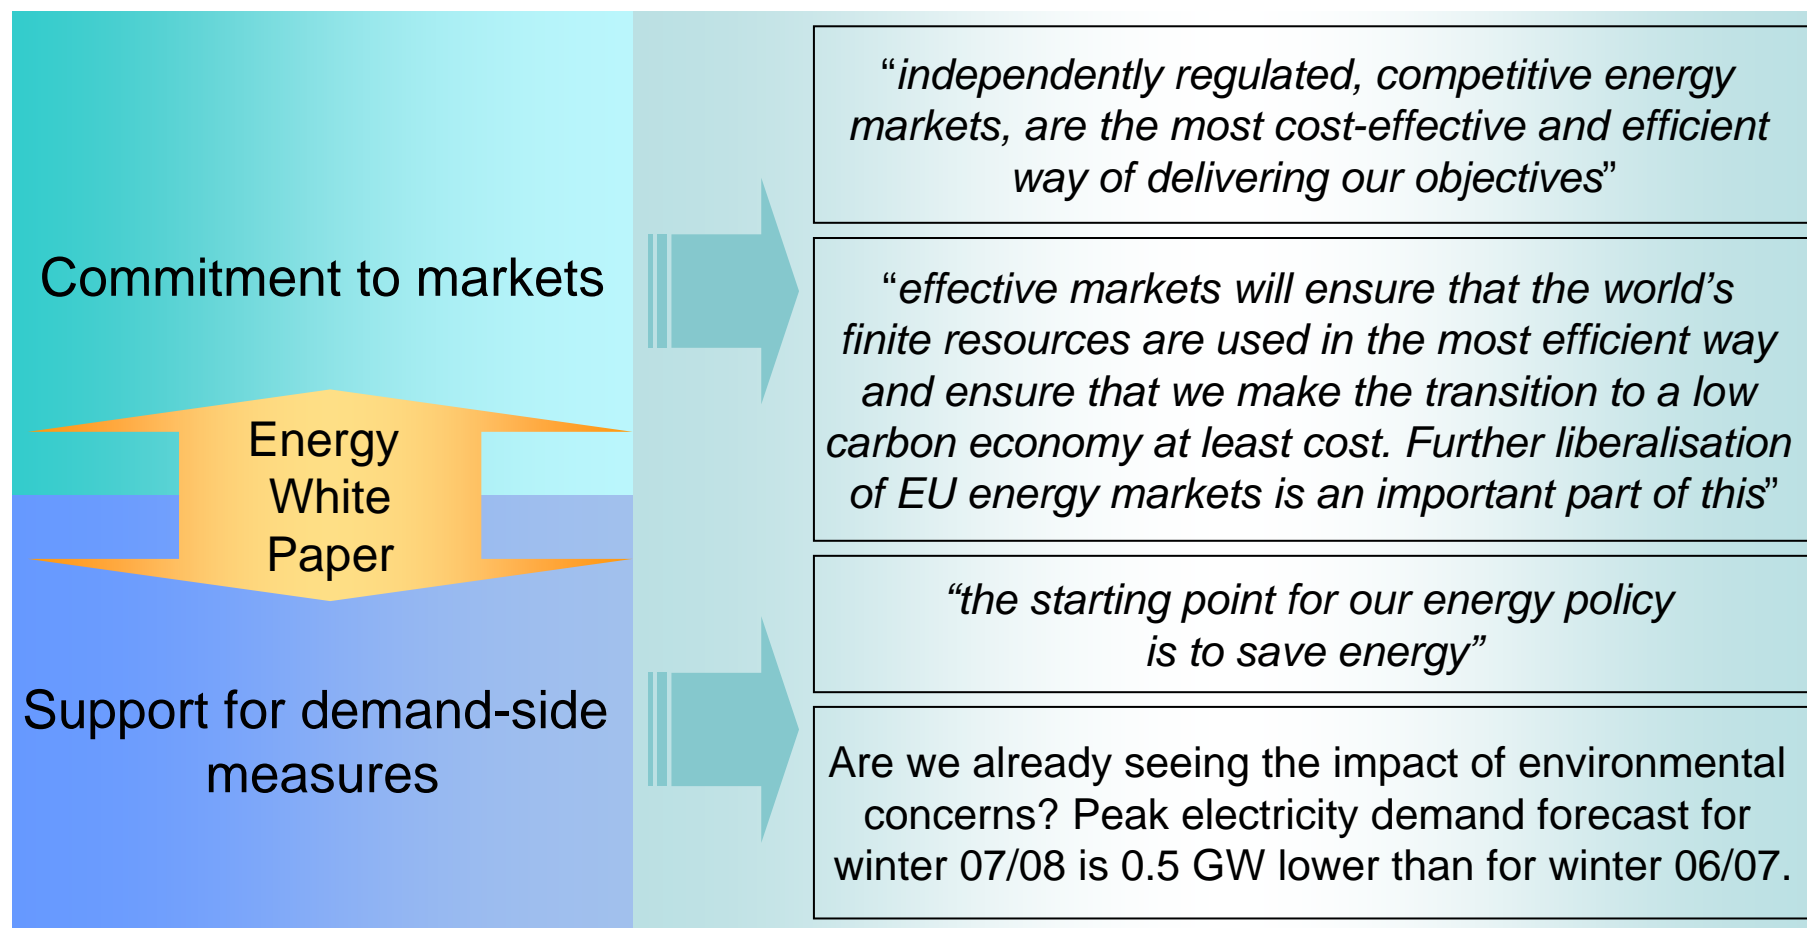 Commitment to markets
Energy
White
Paper
Support for demand-side
measures
“independently regulated, competitive energy
markets, are the most cost-effective and efficient
way of delivering our objectives”
“effective markets will ensure that the world’s
finite resources are used in the most efficient way
and ensure that we make the transition to a low
carbon economy at least cost. Further liberalisation
of EU energy markets is an important part of this”
“the starting point for our energy policy
is to save energy”
Are we already seeing the impact of environmental
concerns? Peak electricity demand forecast for
winter 07/08 is 0.5 GW lower than for winter 06/07.